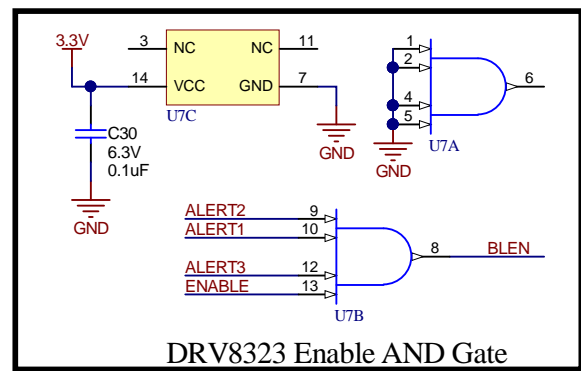 3.3V
3 NC NC 11
14 VCC GND 7
U7C
C30
6.3V
0.1uF
GND
GND
1
2
4
5
6
U7A
GND
ALERT2 9
ALERT1 10
ALERT3 12
ENABLE 13
8 BLEN
U7B
DRV8323 Enable AND Gate